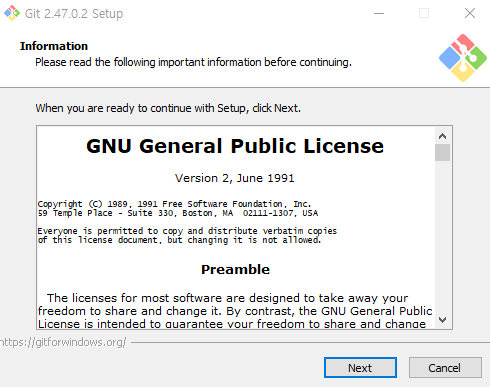 Git 2.47.0.2 Setup
Information
Please read the following important information before continuing.
When you are ready to continue with Setup, click Next.
GNU General Public License
Version 2, June 1991
Copyright (C) 1989, 1991 Free Software Foundation, Inc.
59 Temple Place - Suite 330, Boston, MA  02111-1307, USA
Everyone is permitted to copy and distribute verbatim copies
of this license document, but changing it is not allowed.
Preamble
The licenses for most software are designed to take away your
freedom to share and change it. By contrast, the GNU General Public
License is intended to guarantee your freedom to share and change
https://gitforwindows.org/
Next
Cancel